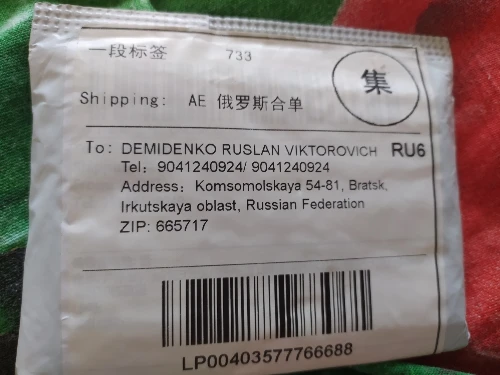 一段标签 733
集
Shipping: AE 俄罗斯合单
To: DEMIDENKO RUSLAN VIKTOROVICH RU6
Tel: 9041240924/ 9041240924
Address: Komsomolskaya 54-81, Bratsk,
Irkutskaya oblast, Russian Federation
ZIP: 665717
LP00403577766688